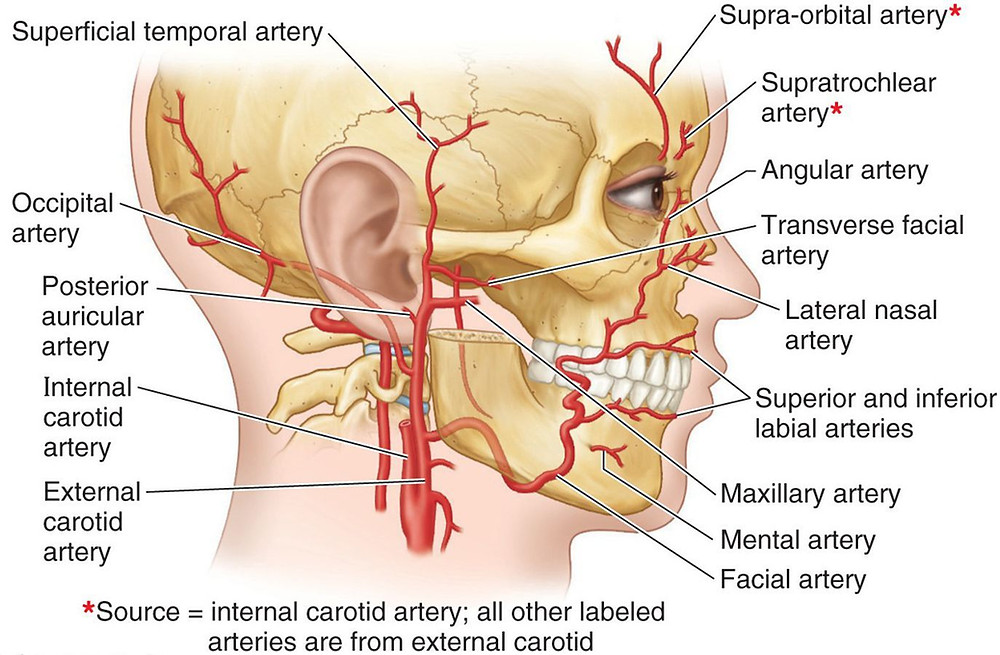 Superficial temporal artery
Supra-orbital artery*
Supratrochlear
artery*
Angular artery
Occipital
artery
Transverse facial
artery
Posterior
auricular
artery
Lateral nasal
artery
Internal
carotid
artery
Superior and inferior
labial arteries
External
carotid
artery
Maxillary artery
Mental artery
Facial artery
*Source = internal carotid artery; all other labeled
arteries are from external carotid